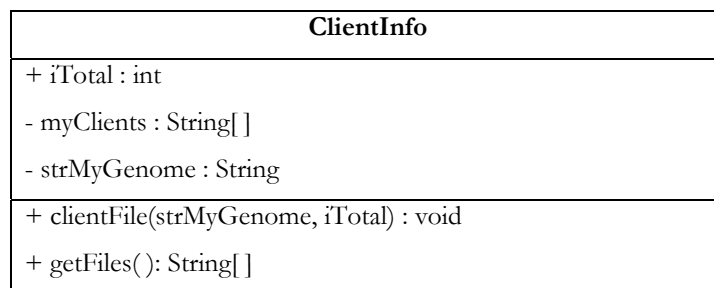 ClientInfo
+ iTotal : int
- myClients : String[ ]
- strMyGenome : String
+ clientFile(strMyGenome, iTotal) : void
+ getFiles( ): String[ ]